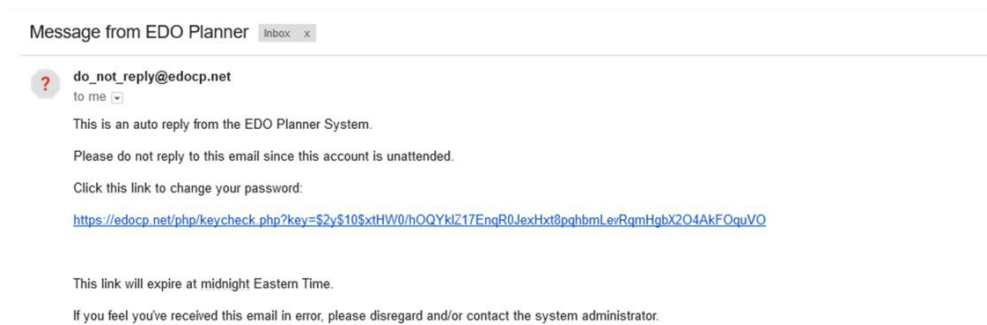 Message from EDO Planner Inbox x
?
do_not_reply@edocp.net
to me
This is an auto reply from the EDO Planner System.
Please do not reply to this email since this account is unattended.
Click this link to change your password:
https://edocp.net/php/keycheck.php?key=$2y$10$xtHW0/hOQYklZ17EnqR0JexHxt8pqhbmLevRqmHgbX2O4AkFOquVO
This link will expire at midnight Eastern Time.
If you feel you've received this email in error, please disregard and/or contact the system administrator.